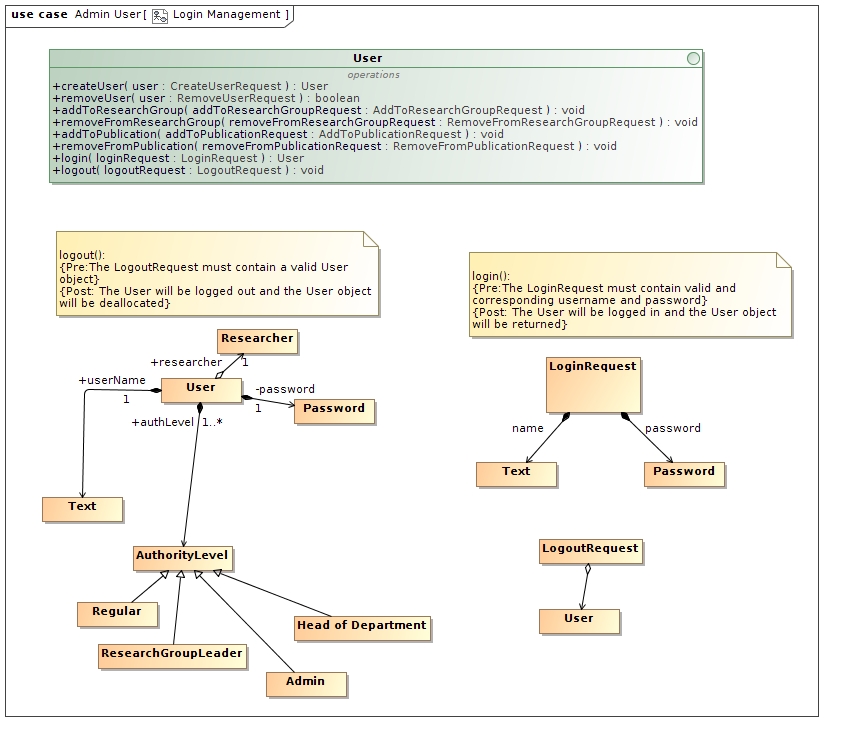 use case Admin User[ Login Management ]
User
operations
+createUser( user : CreateUserRequest ) : User
+removeUser( user : RemoveUserRequest ) : boolean
+addToResearchGroup( addToResearchGroupRequest : AddToResearchGroupRequest ) : void
+removeFromResearchGroup( removeFromResearchGroupRequest : RemoveFromResearchGroupRequest ) : void
+addToPublication( addToPublicationRequest : AddToPublicationRequest ) : void
+removeFromPublication( removeFromPublicationRequest : RemoveFromPublicationRequest ) : void
+login( loginRequest : LoginRequest ) : User
+logout( logoutRequest : LogoutRequest ) : void
logout():
{Pre:The LogoutRequest must contain a valid User
object}
{Post: The User will be logged out and the User object
will be deallocated}
login():
{Pre:The LoginRequest must contain valid and
corresponding username and password}
{Post: The User will be logged in and the User object
will be returned}
Researcher
+researcher
1
+userName
1
User
-password
1
Password
+authLevel
1..*
Text
AuthorityLevel
Regular
ResearchGroupLeader
Admin
Head of Department
LoginRequest
name
password
Text
Password
LogoutRequest
User